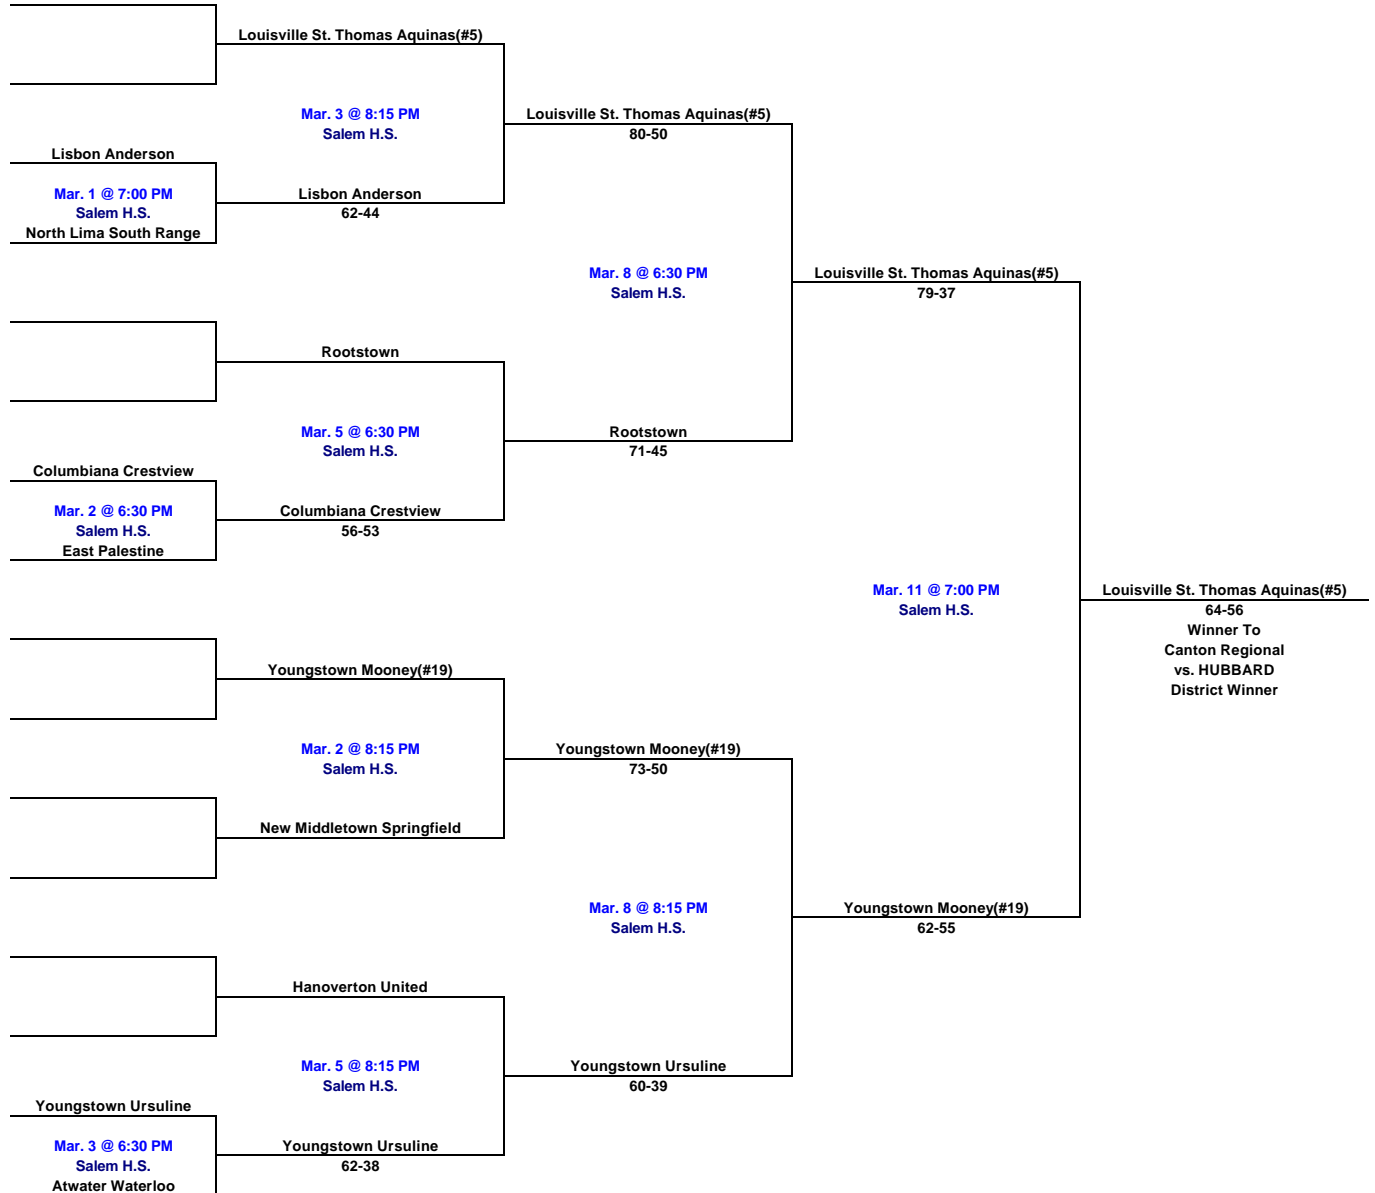 Louisville St. Thomas Aquinas(#5)
Mar. 3 @ 8:15 PM
Salem H.S.
Louisville St. Thomas Aquinas(#5)
80-50
Lisbon Anderson
Mar. 1 @ 7:00 PM
Salem H.S.
North Lima South Range
Lisbon Anderson
62-44
Mar. 8 @ 6:30 PM
Salem H.S.
Louisville St. Thomas Aquinas(#5)
79-37
Rootstown
Mar. 5 @ 6:30 PM
Salem H.S.
Rootstown
71-45
Columbiana Crestview
Mar. 2 @ 6:30 PM
Salem H.S.
East Palestine
Columbiana Crestview
56-53
Mar. 11 @ 7:00 PM
Salem H.S.
Louisville St. Thomas Aquinas(#5)
64-56
Winner To
Canton Regional
vs. HUBBARD
District Winner
Youngstown Mooney(#19)
Mar. 2 @ 8:15 PM
Salem H.S.
Youngstown Mooney(#19)
73-50
New Middletown Springfield
Mar. 8 @ 8:15 PM
Salem H.S.
Youngstown Mooney(#19)
62-55
Hanoverton United
Mar. 5 @ 8:15 PM
Salem H.S.
Youngstown Ursuline
60-39
Youngstown Ursuline
Mar. 3 @ 6:30 PM
Salem H.S.
Atwater Waterloo
Youngstown Ursuline
62-38